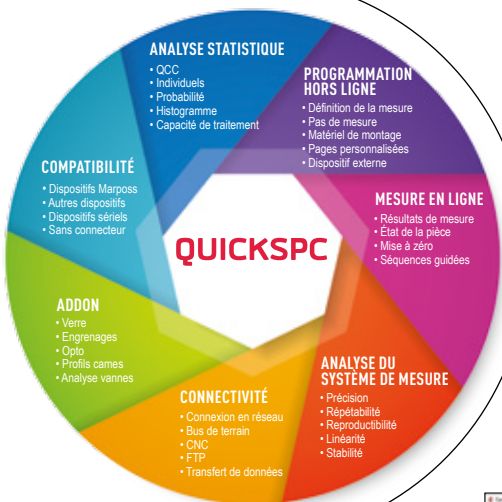 ANALYSE STATISTIQUE
• QCC
• Individuels
• Probabilité
• Histogramme
• Capacité de traitement
PROGRAMMATION
HORS LIGNE
• Définition de la mesure
• Pas de mesure
• Matériel de montage
• Pages personnalisées
• Dispositif externe
MESURE EN LIGNE
• Résultats de mesure
• État de la pièce
• Mise à zéro
• Séquences guidées
ANALYSE DU
SYSTÈME DE MESURE
• Précision
• Répétabilité
• Reproductibilité
• Linéarité
• Stabilité
CONNECTIVITÉ
• Connexion en réseau
• Bus de terrain
• CNC
• FTP
• Transfert de données
ADDON
• Verre
• Engrenages
• Opto
• Profils cames
• Analyse vannes
COMPATIBILITÉ
• Dispositifs Marposs
• Autres dispositifs
• Dispositifs sériels
• Sans connecteur
QUICKSPC